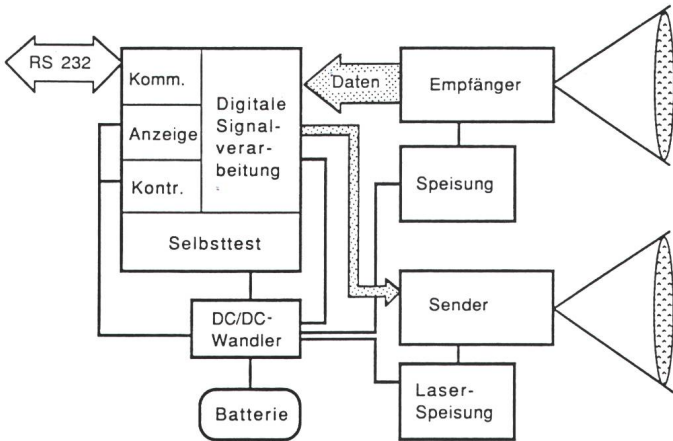 RS 232
Komm.
Anzeige
Kontr.
Digitale
Signal-
verar-
beitung
Selbsttest
Daten
Empfänger
Speisung
Sender
Laser-
Speisung
DC/DC-
Wandler
Batterie